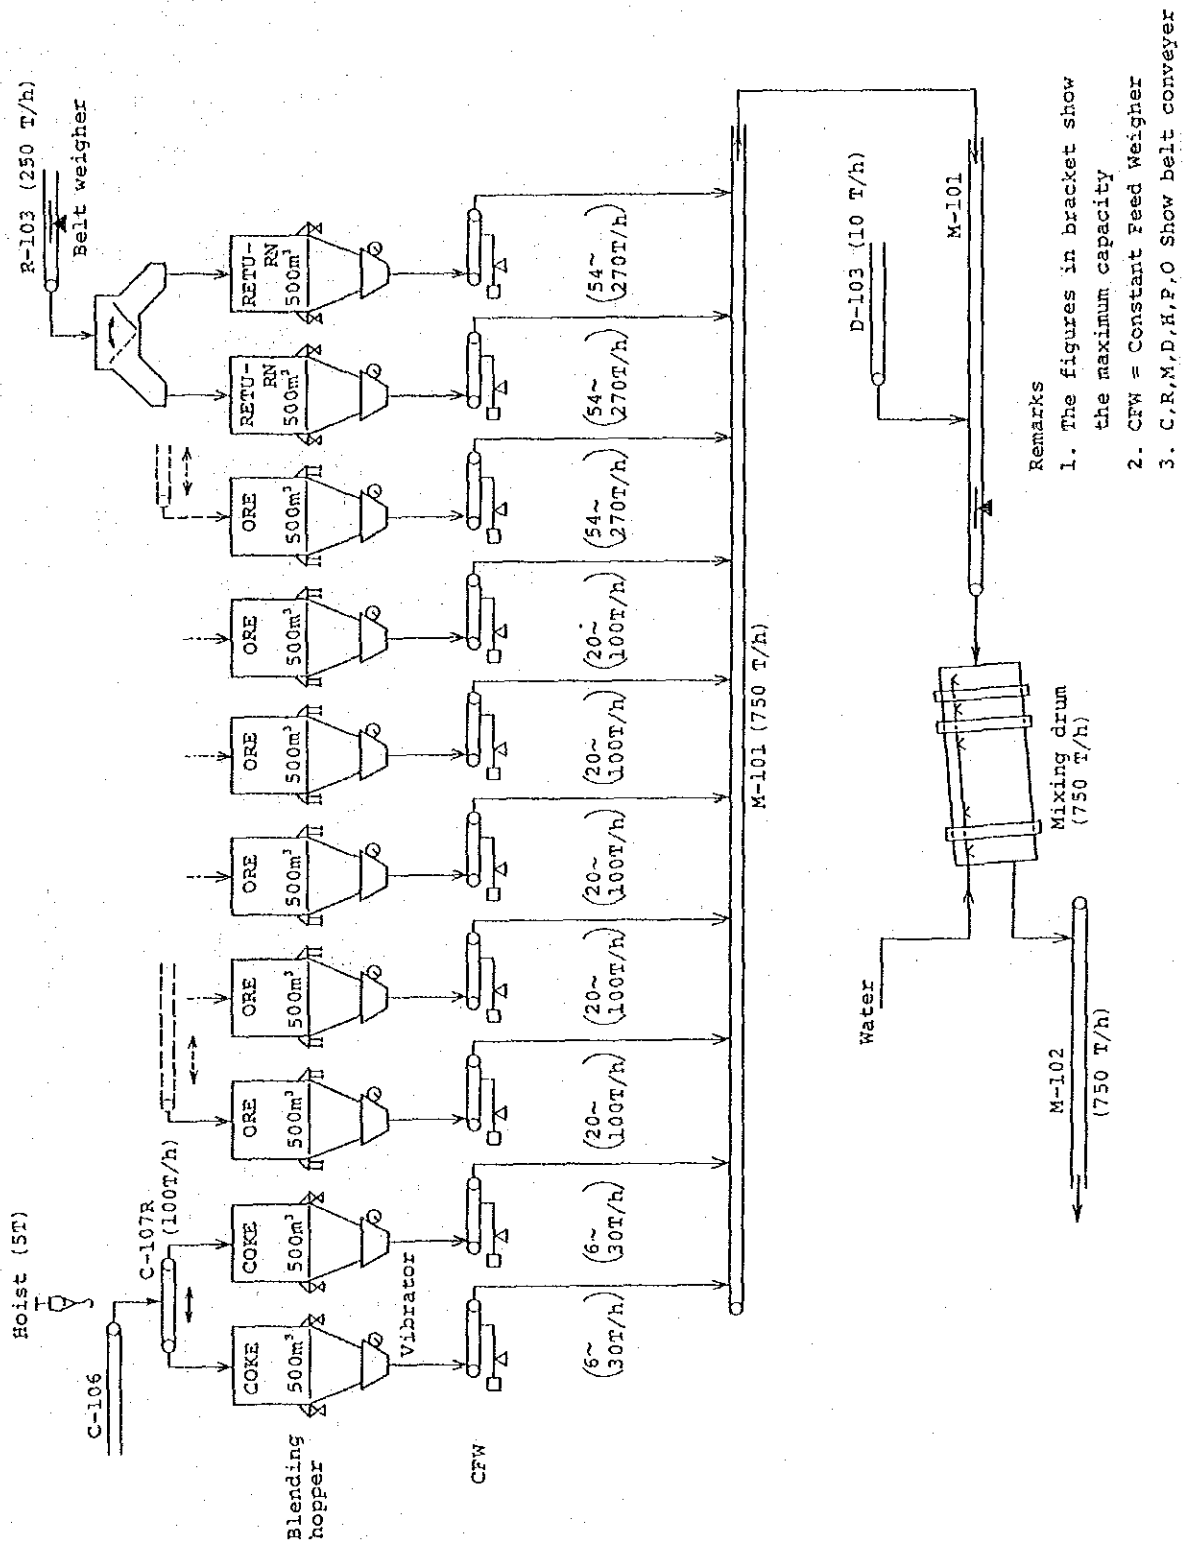 Hoist (5T)
R-103 (250 T/h)
Belt weigher
C-106
C-107R
(100T/h)
Blending
hopper
COKE
500m³
COKE
500m³
ORE
500m³
ORE
500m³
ORE
500m³
ORE
500m³
ORE
500m³
ORE
500m³
RETU-
RN
500m³
RETU-
RN
500m³
Vibrator
CFW
(6~
30T/h)
(6~
30T/h)
(20~
100T/h)
(20~
100T/h)
(20~
100T/h)
(20~
100T/h)
(20~
100T/h)
(54~
270T/h)
(54~
270T/h)
(54~
270T/h)
M-101 (750 T/h)
D-103 (10 T/h)
M-101
Water
Mixing drum
(750 T/h)
M-102
(750 T/h)
Remarks
1. The figures in bracket show
the maximum capacity
2. CFW = Constant Feed Weigher
3. C,R,M,D,H,P,O Show belt conveyer